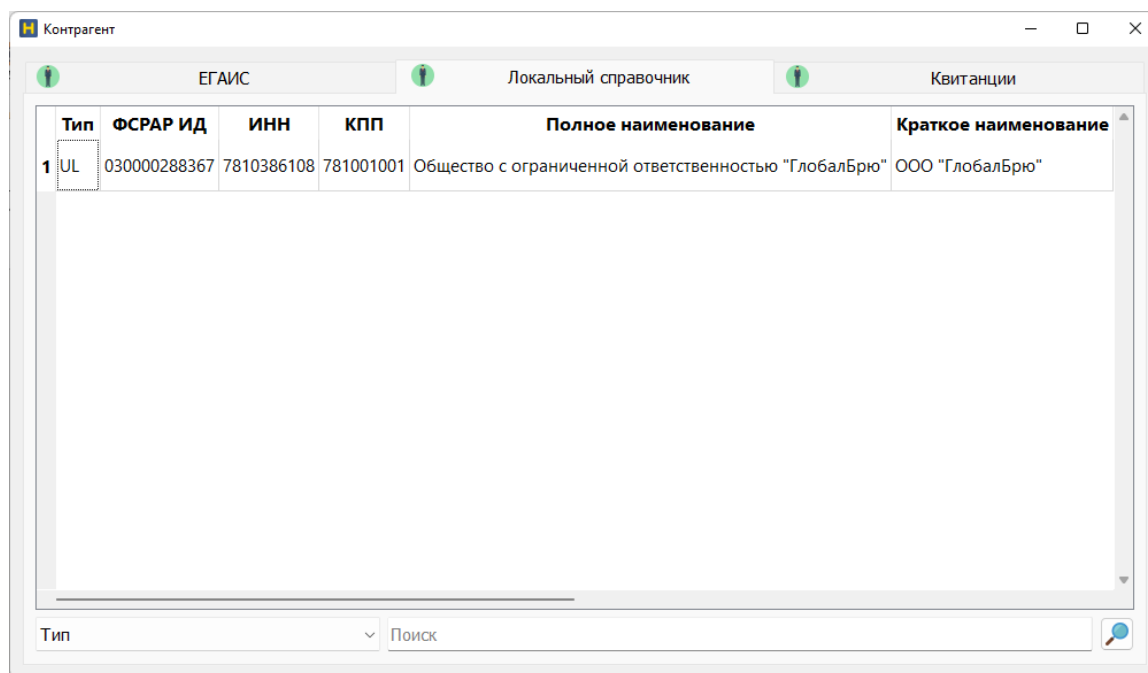 H Контрагент
ЕГАИС Локальный справочник Квитанции
Тип ФСРАР ИД ИНН КПП Полное наименование Краткое наименование
1 UL 030000288367 7810386108 781001001 Общество с ограниченной ответственностью "ГлобалБрю" ООО "ГлобалБрю"
Тип Поиск